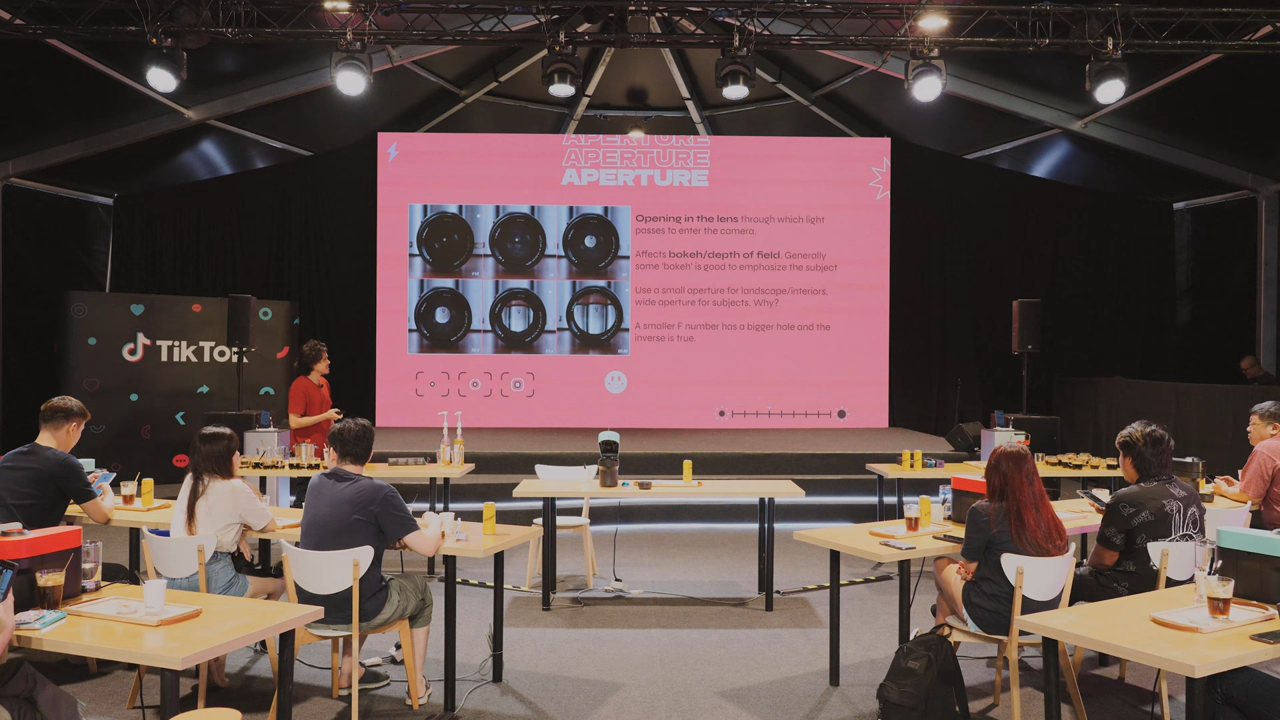 APERTURE
APERTURE
APERTURE
Opening in the lens through which light
passes to enter the camera.
Affects bokeh/depth of field. Generally
some 'bokeh' is good to emphasize the subject
Use a small aperture for landscape/interiors,
wide aperture for subjects. Why?
A smaller F number has a bigger hole and the
inverse is true.
TikTok